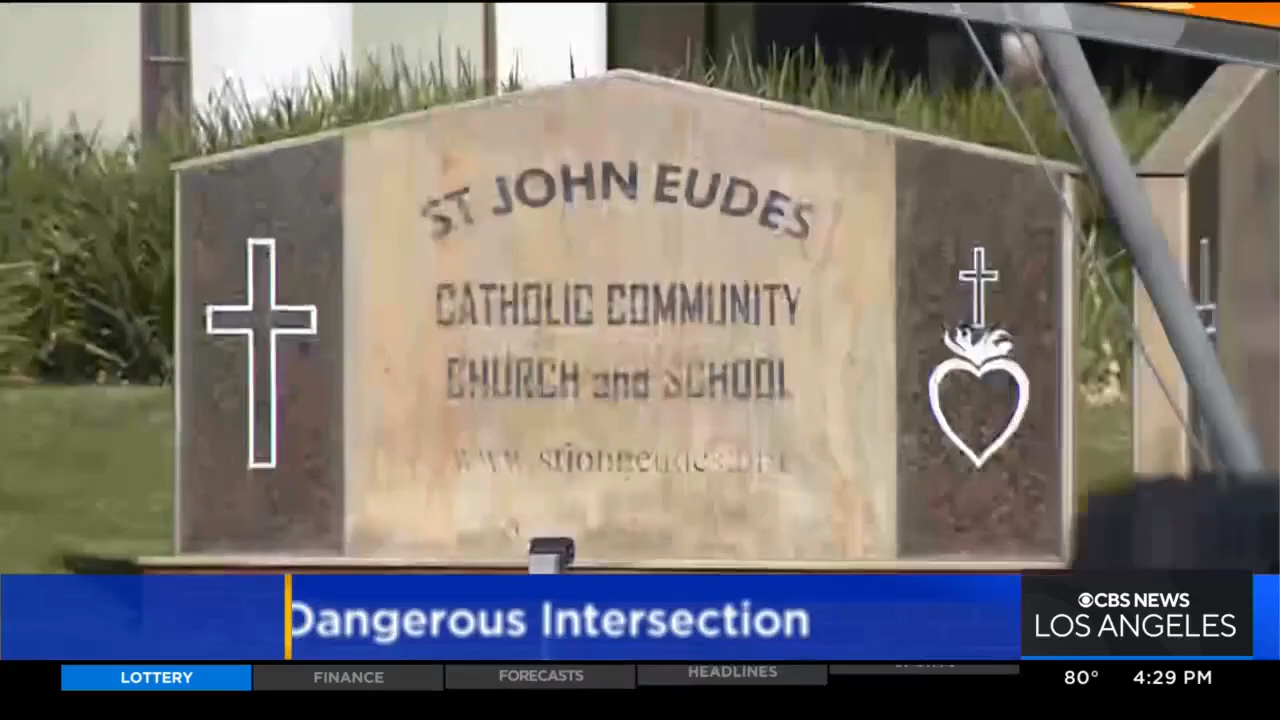 ST JOHN EUDES
CATHOLIC COMMUNITY
CHURCH and SCHOOL
Dangerous Intersection
CBS NEWS
LOS ANGELES
LOTTERY
FINANCE
FORECASTS
HEADLINES
80° 4:29 PM